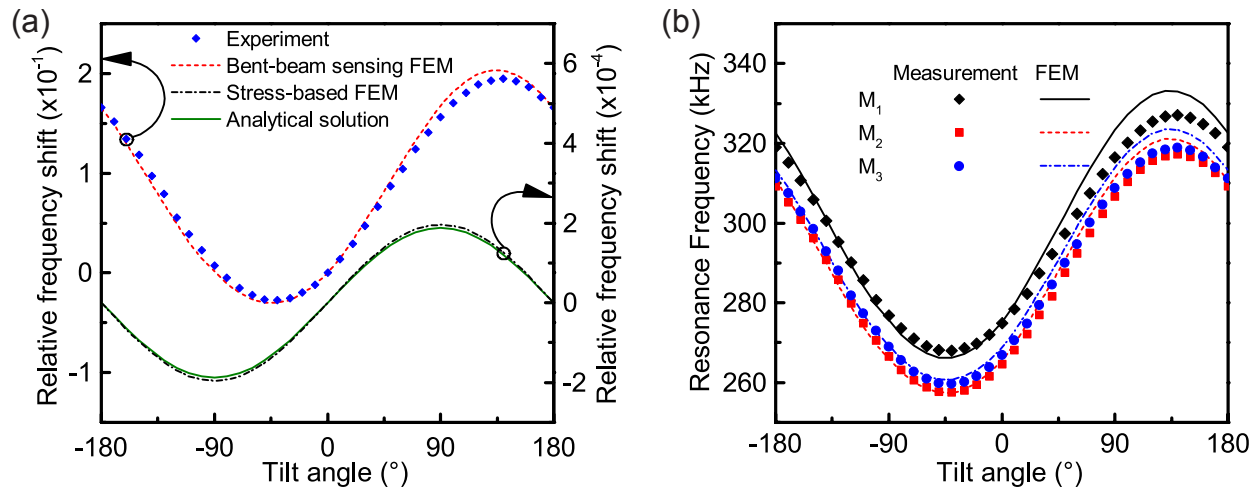 (a)
Relative frequency shift (x10⁻¹)
2
1
0
-1
Experiment
Bent-beam sensing FEM
Stress-based FEM
Analytical solution
6
4
2
0
-2
Relative frequency shift (x10⁻⁴)
-180 -90 0 90 180
Tilt angle (°)
(b)
Resonance Frequency (kHz)
340
320
300
280
260
Measurement FEM
M₁
M₂
M₃
-180 -90 0 90 180
Tilt angle (°)